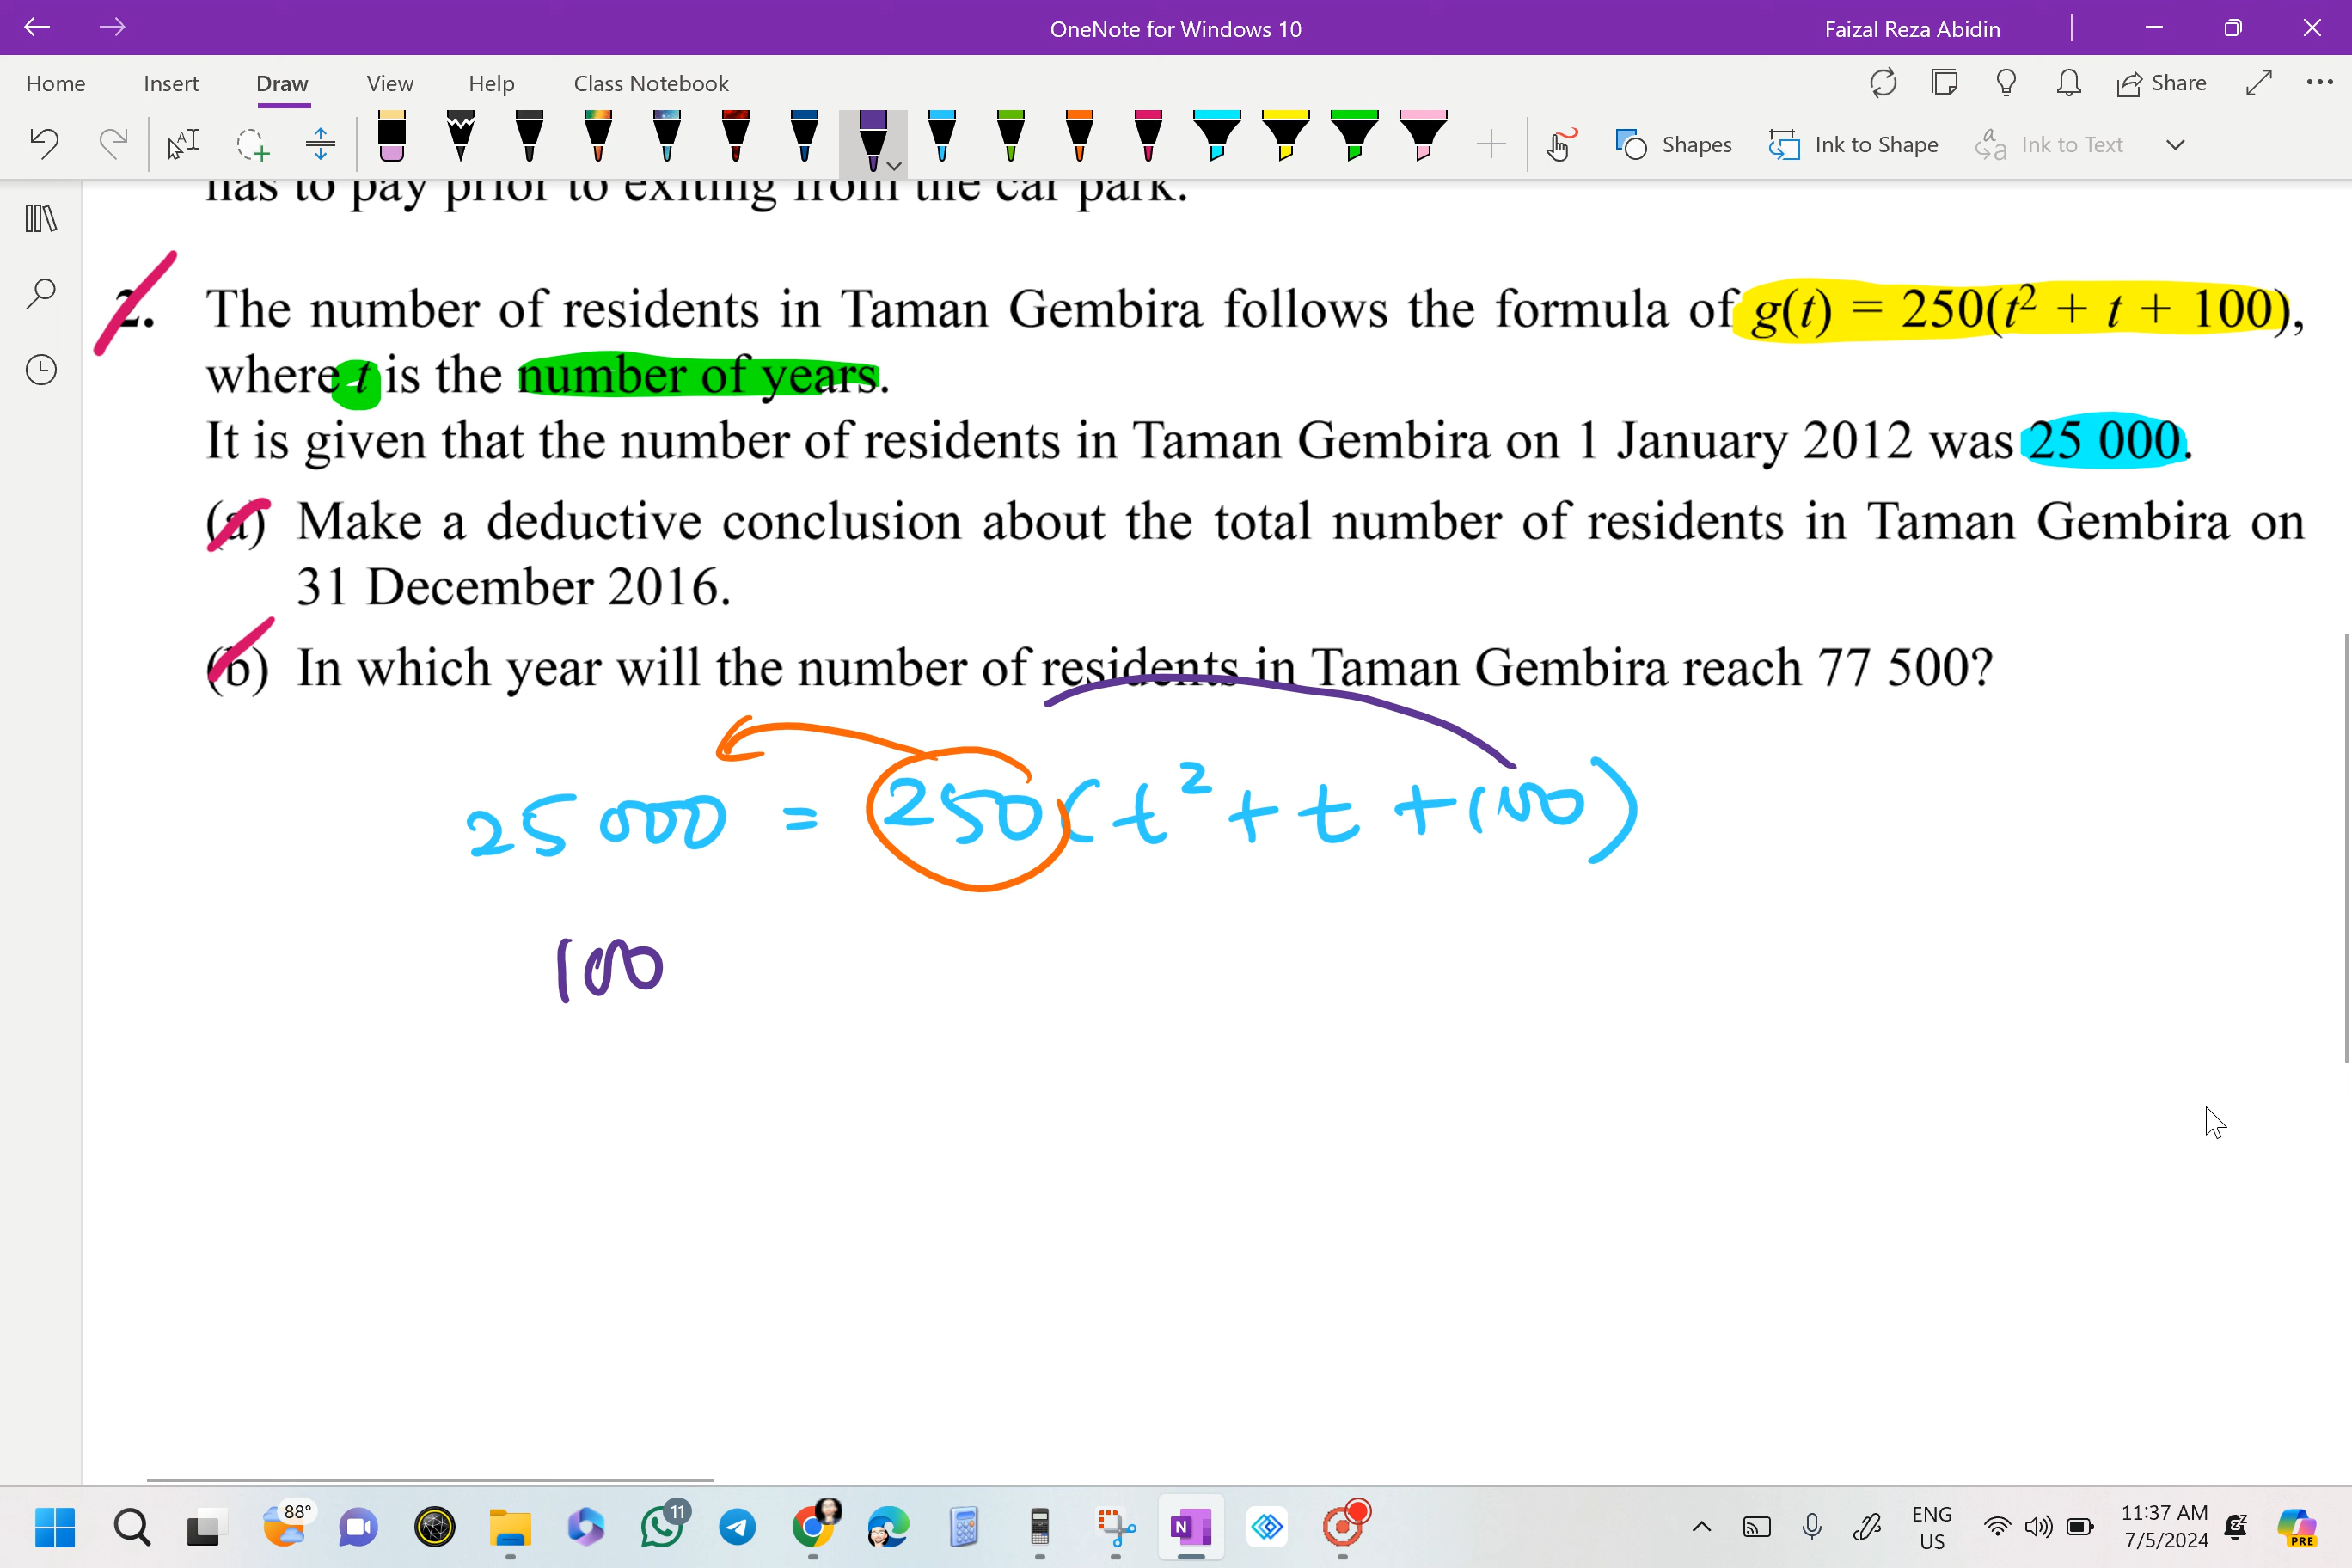 OneNote for Windows 10
Faizal Reza Abidin
Home Insert Draw View Help Class Notebook
Share
Shapes Ink to Shape Ink to Text
has to pay prior to exiting from the car park.
2. The number of residents in Taman Gembira follows the formula of g(t) = 250(t² + t + 100),
where t is the number of years.
It is given that the number of residents in Taman Gembira on 1 January 2012 was 25 000.
(a) Make a deductive conclusion about the total number of residents in Taman Gembira on
31 December 2016.
(b) In which year will the number of residents in Taman Gembira reach 77 500?
25 000 = 250(t² + t + 100)
100
88°
11
ENG
US
11:37 AM
7/5/2024
PRE